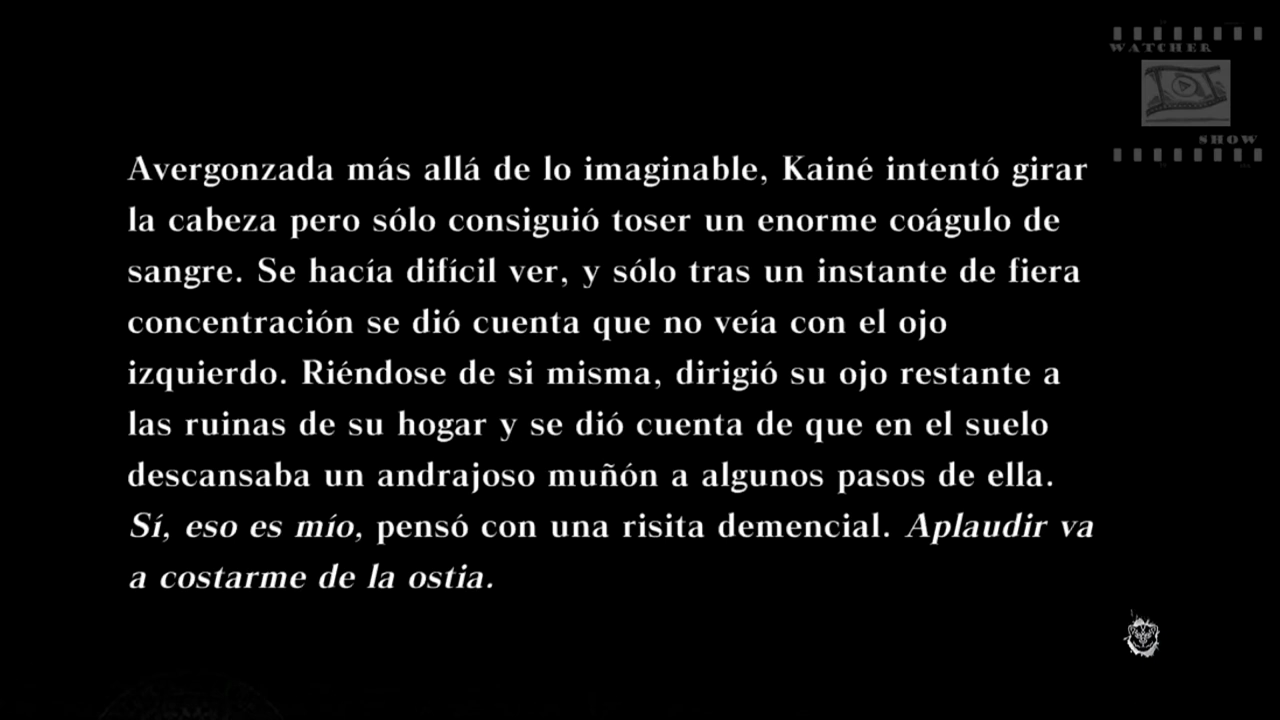 WATCHER
SHOW
Avergonzada más allá de lo imaginable, Kainé intentó girar
la cabeza pero sólo consiguió toser un enorme coágulo de
sangre. Se hacía difícil ver, y sólo tras un instante de fiera
concentración se dió cuenta que no veía con el ojo
izquierdo. Riéndose de si misma, dirigió su ojo restante a
las ruinas de su hogar y se dió cuenta de que en el suelo
descansaba un andrajoso muñón a algunos pasos de ella.
Sí, eso es mío, pensó con una risita demencial. Aplaudir va
a costarme de la ostia.